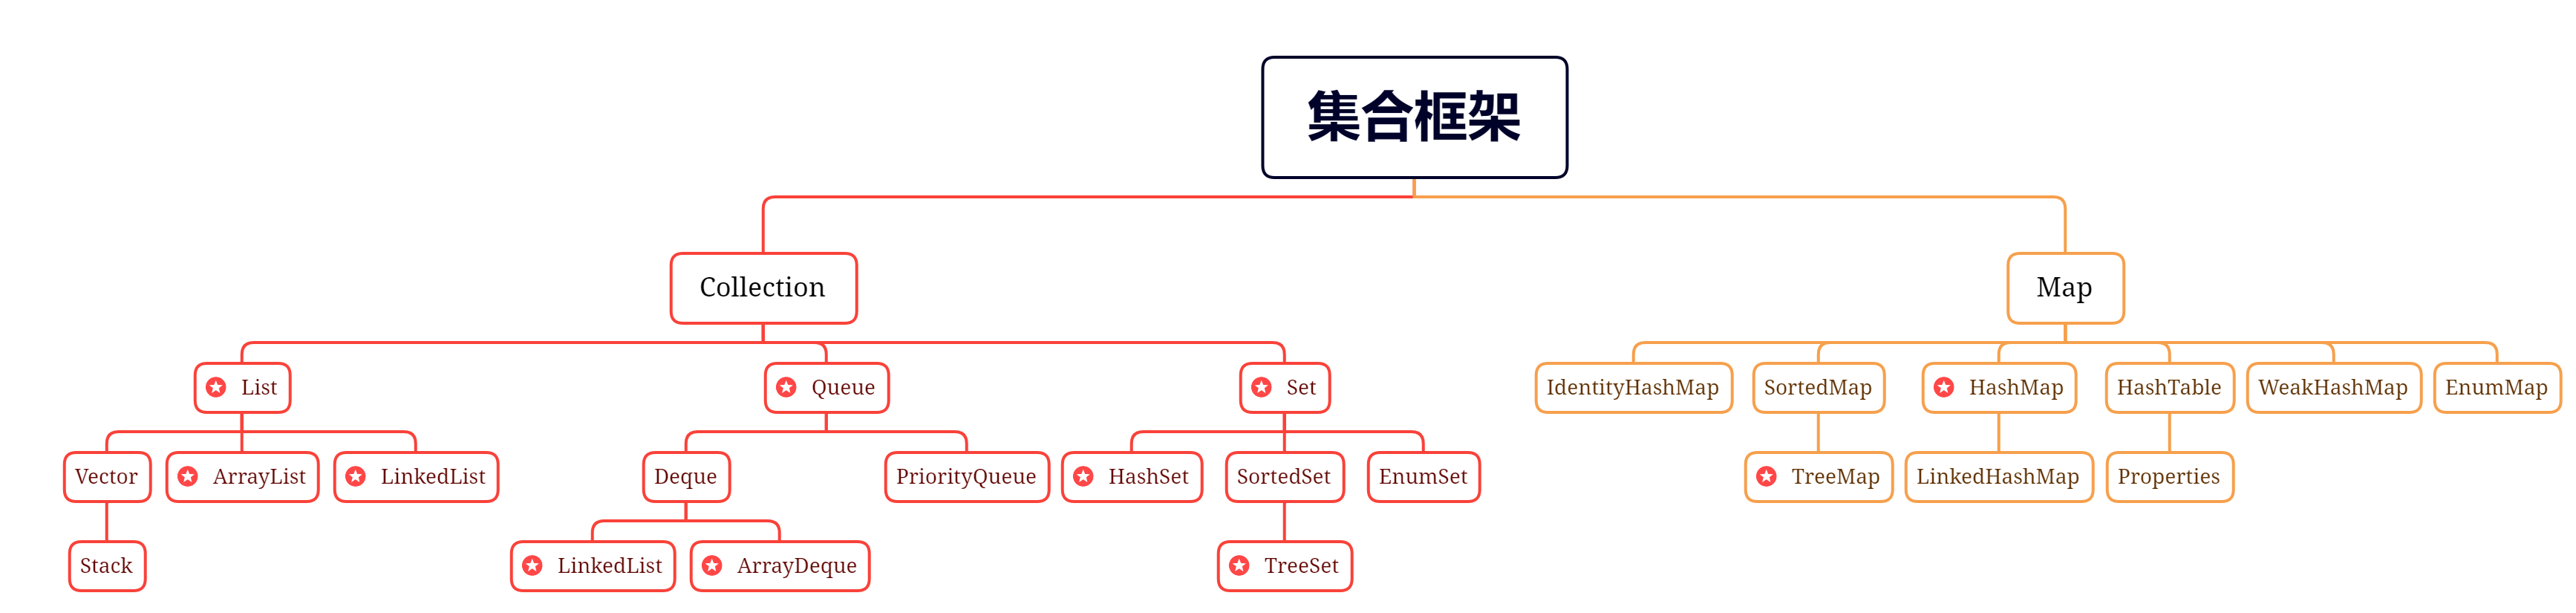 集合框架
Collection
Map
List
Queue
Set
IdentityHashMap
SortedMap
HashMap
HashTable
WeakHashMap
EnumMap
Vector
ArrayList
LinkedList
Deque
PriorityQueue
HashSet
SortedSet
EnumSet
TreeMap
LinkedHashMap
Properties
Stack
LinkedList
ArrayDeque
TreeSet